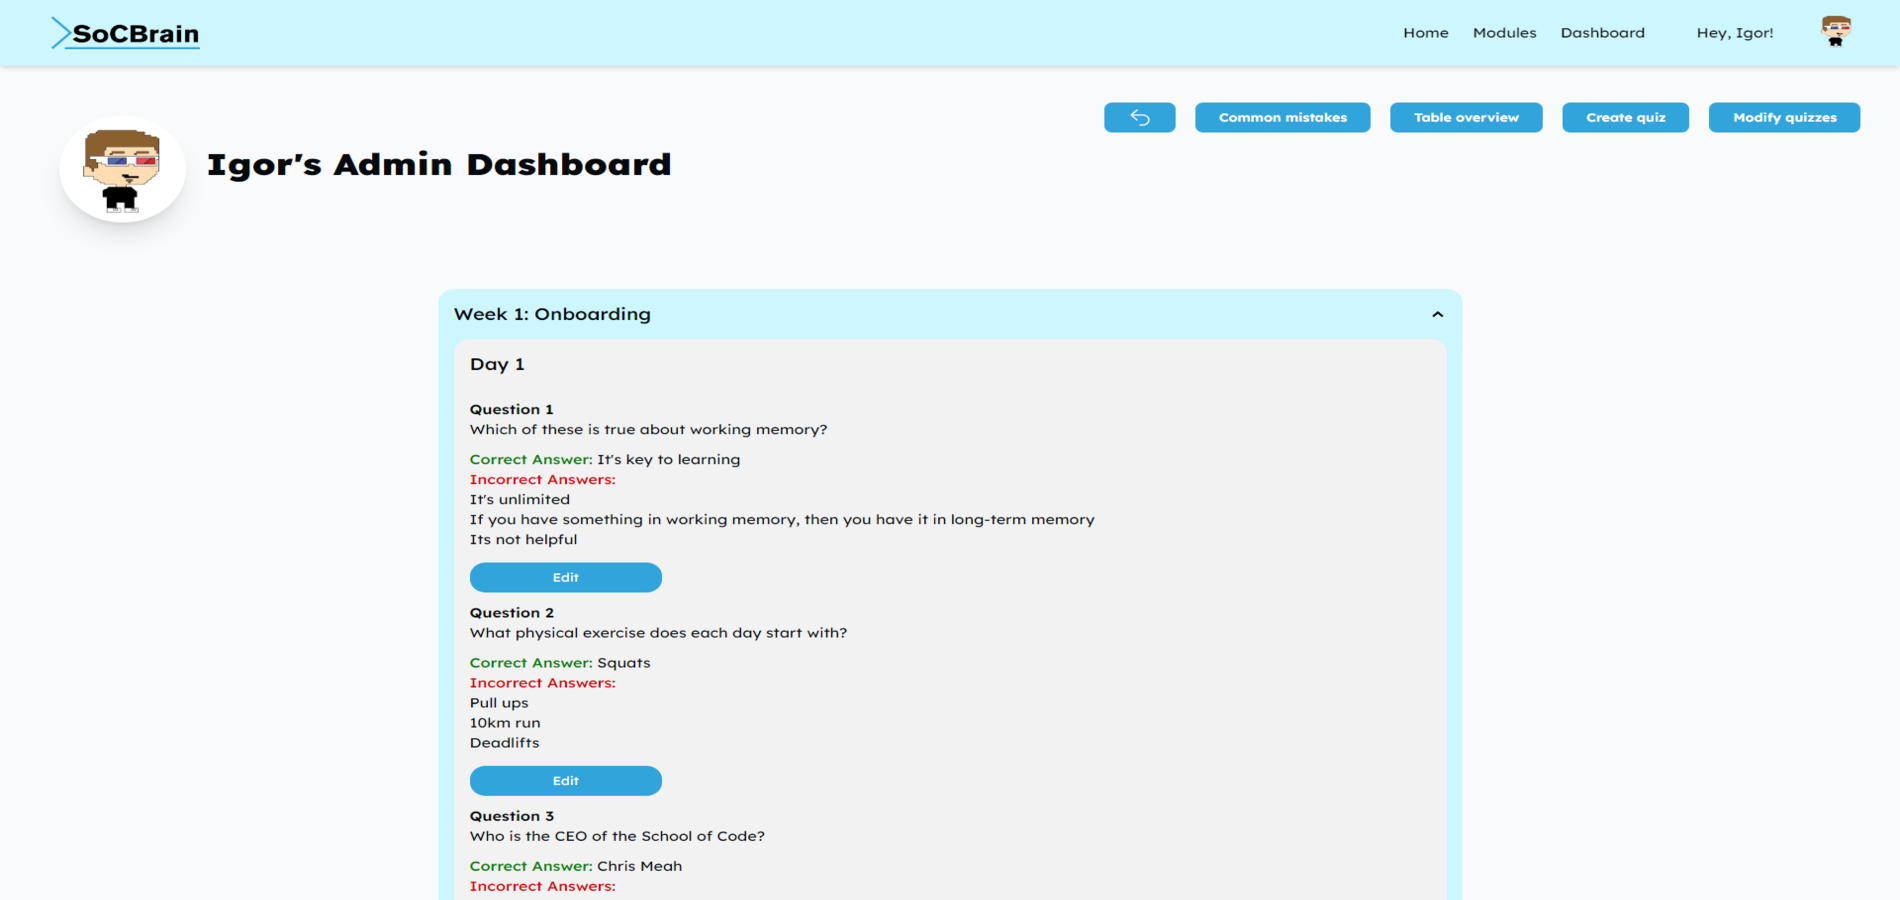 SoCBrain
Home Modules Dashboard Hey, Igor!
Common mistakes Table overview Create quiz Modify quizzes
Igor's Admin Dashboard
Week 1: Onboarding
Day 1
Question 1
Which of these is true about working memory?
Correct Answer: It's key to learning
Incorrect Answers:
It's unlimited
If you have something in working memory, then you have it in long-term memory
Its not helpful
Edit
Question 2
What physical exercise does each day start with?
Correct Answer: Squats
Incorrect Answers:
Pull ups
10km run
Deadlifts
Edit
Question 3
Who is the CEO of the School of Code?
Correct Answer: Chris Meah
Incorrect Answers: